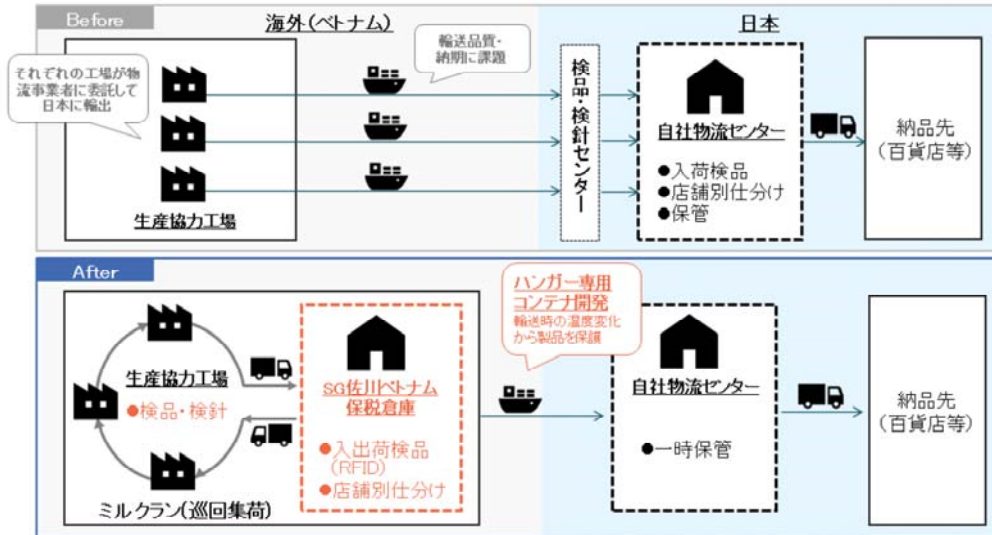 Before
海外(ベトナム)
日本
それぞれの工場が物
流事業者に委託して
日本に輸出
輸送品質・
納期に課題
生産協力工場
検品・検針センター
自社物流センター
●入荷検品
●店舗別仕分け
●保管
納品先
(百貨店等)
After
生産協力工場
●検品・検針
ミルクラン(巡回集荷)
SG佐川ベトナム
保税倉庫
●入出荷検品
(RFID)
●店舗別仕分け
ハンガー専用
コンテナ開発
輸送時の温度変化
から製品を保護
自社物流センター
●一時保管
納品先
(百貨店等)